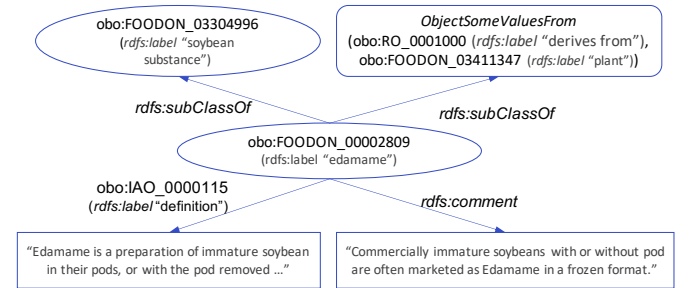 obo:FOODON_03304996
(rdfs:label “soybean
substance”)
ObjectSomeValuesFrom
(obo:RO_0001000 (rdfs:label “derives from”),
obo:FOODON_03411347 (rdfs:label “plant”))
rdfs:subClassOf
rdfs:subClassOf
obo:FOODON_00002809
(rdfs:label “edamame”)
obo:IAO_0000115
(rdfs:label “definition”)
rdfs:comment
“Edamame is a preparation of immature soybean
in their pods, or with the pod removed …”
“Commercially immature soybeans with or without pod
are often marketed as Edamame in a frozen format.”